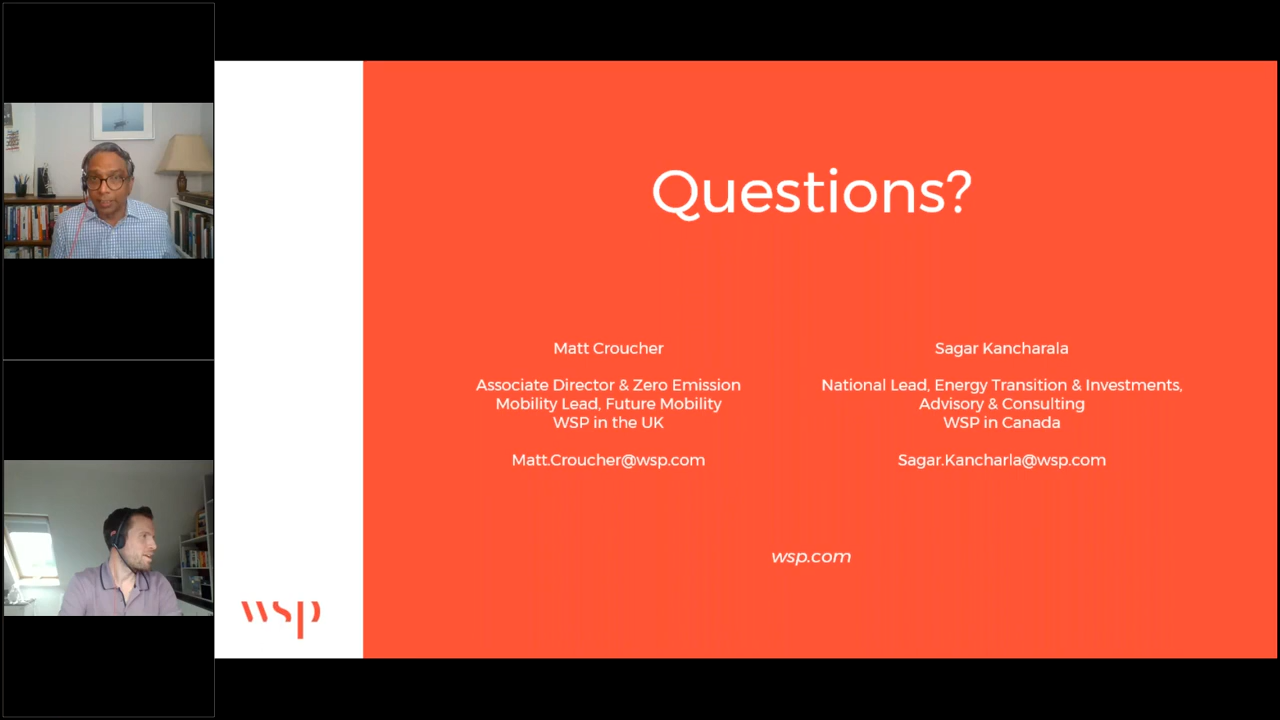 Questions?
Matt Croucher
Associate Director & Zero Emission
Mobility Lead, Future Mobility
WSP in the UK
Matt.Croucher@wsp.com
Sagar Kancharala
National Lead, Energy Transition & Investments,
Advisory & Consulting
WSP in Canada
Sagar.Kancharla@wsp.com
wsp.com
wsp